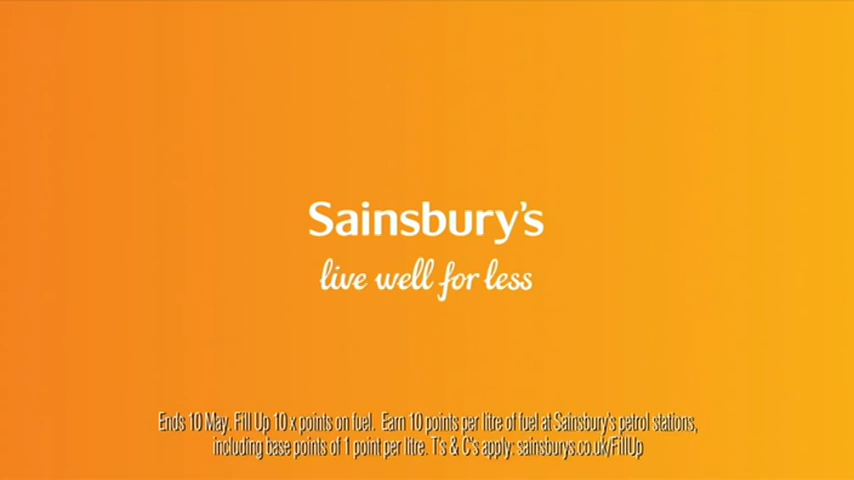 Sainsbury's
live well for less
Ends 10 May. Fill Up 10 x points on fuel. Earn 10 points per litre of fuel at Sainsbury's petrol stations,
including base points of 1 point per litre. T's & C's apply: sainsburys.co.uk/FillUp